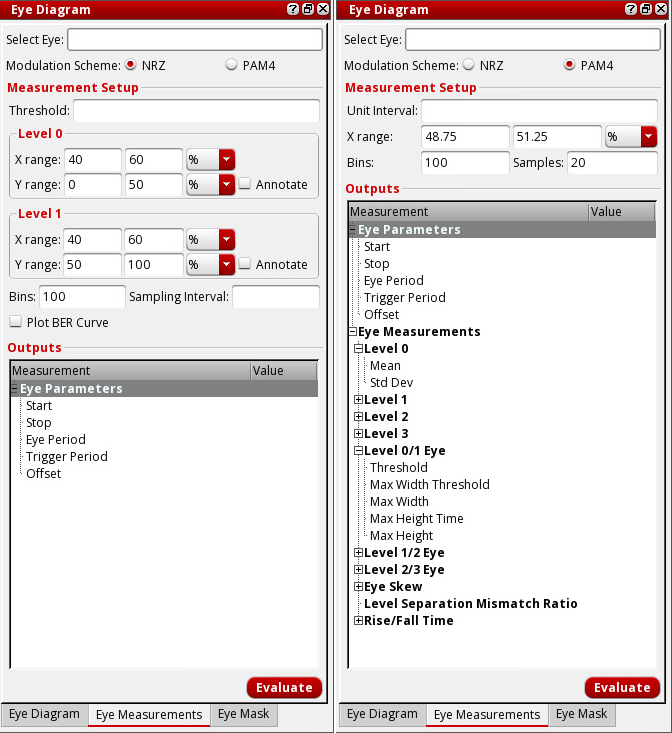 Eye Diagram
Select Eye:
Modulation Scheme: NRZ PAM4
Measurement Setup
Threshold:
Level 0
X range: 40 60 %
Y range: 0 50 % Annotate
Level 1
X range: 40 60 %
Y range: 50 100 % Annotate
Bins: 100 Sampling Interval:
Plot BER Curve
Outputs
Measurement Value
Eye Parameters
Start
Stop
Eye Period
Trigger Period
Offset
Evaluate
Eye Diagram Eye Measurements Eye Mask
Eye Diagram
Select Eye:
Modulation Scheme: NRZ PAM4
Measurement Setup
Unit Interval:
X range: 48.75 51.25 %
Bins: 100 Samples: 20
Outputs
Measurement Value
Eye Parameters
Start
Stop
Eye Period
Trigger Period
Offset
Eye Measurements
Level 0
Mean
Std Dev
Level 1
Level 2
Level 3
Level 0/1 Eye
Threshold
Max Width Threshold
Max Width
Max Height Time
Max Height
Level 1/2 Eye
Level 2/3 Eye
Eye Skew
Level Separation Mismatch Ratio
Rise/Fall Time
Evaluate
Eye Diagram Eye Measurements Eye Mask